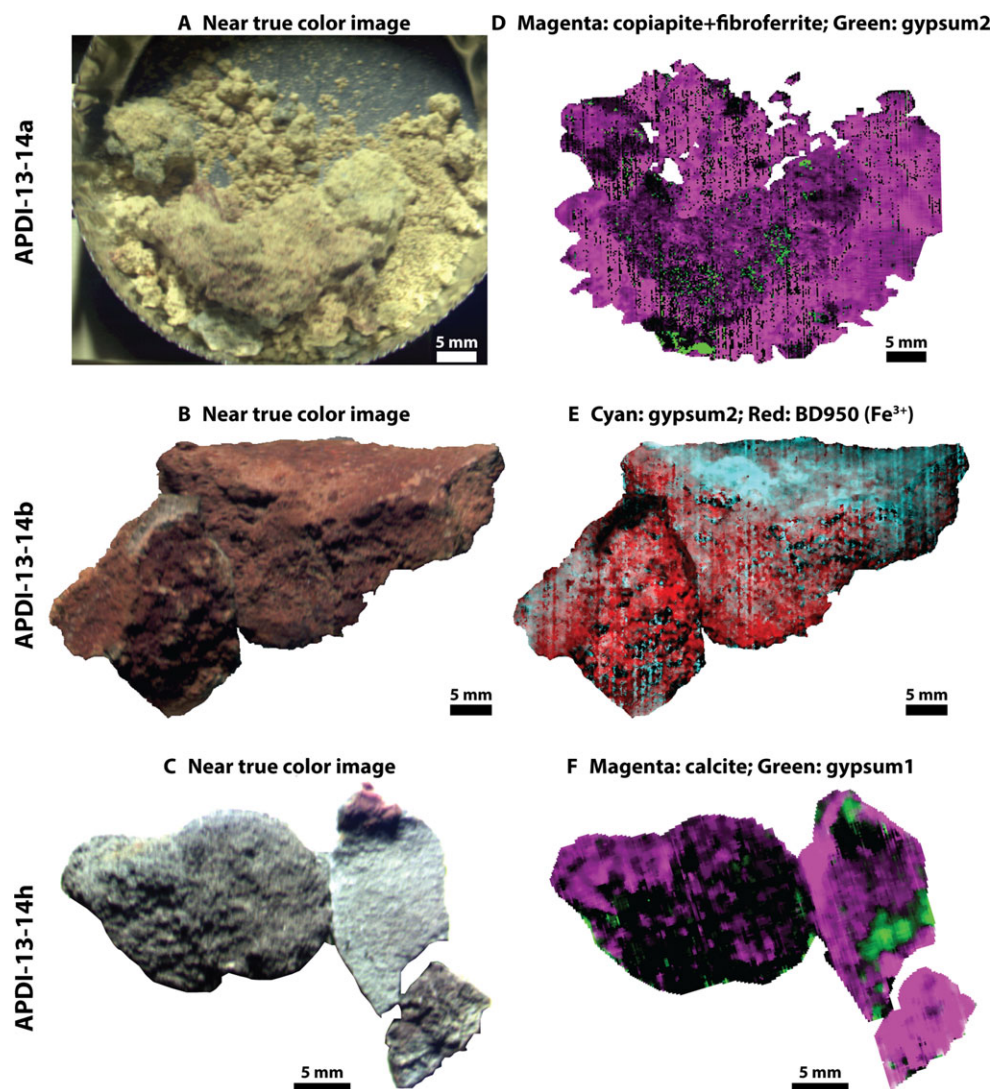 A Near true color image
D Magenta: copiapite+fibroferrite; Green: gypsum2
APDI-13-14a
5 mm
5 mm
B Near true color image
E Cyan: gypsum2; Red: BD950 (Fe³⁺)
APDI-13-14b
5 mm
5 mm
C Near true color image
F Magenta: calcite; Green: gypsum1
APDI-13-14h
5 mm
5 mm